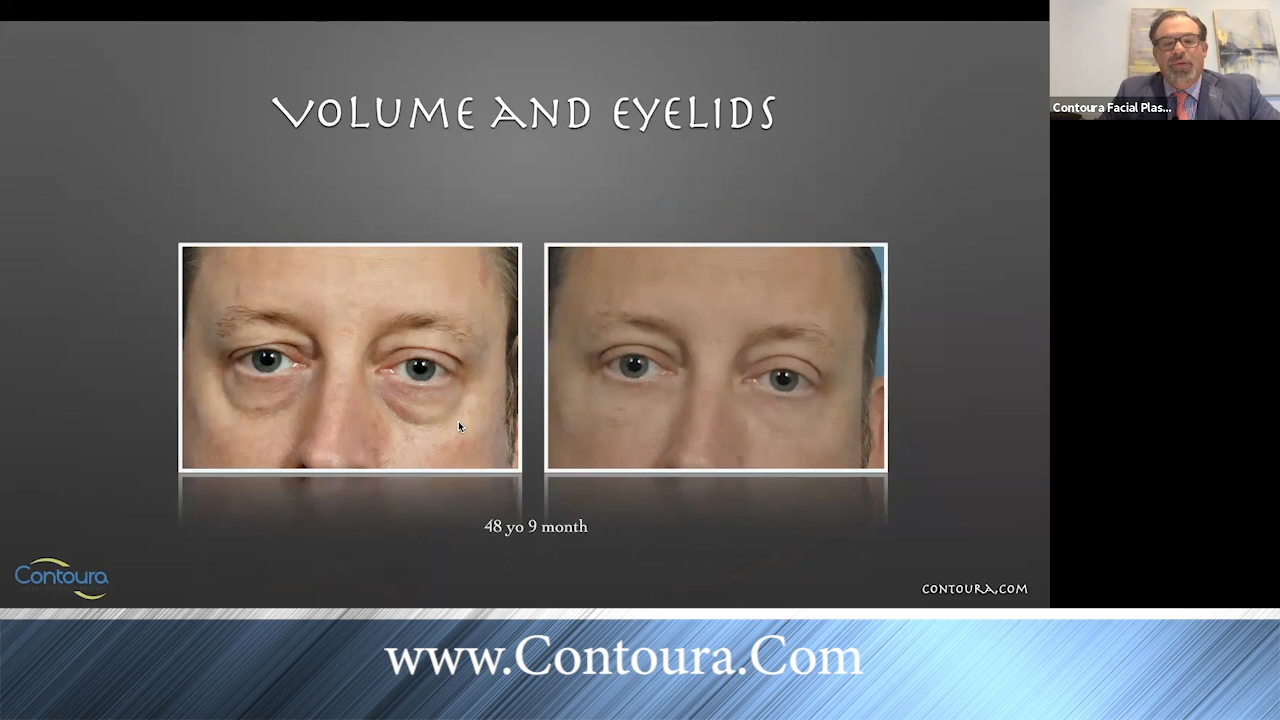 VOLUME AND EYELIDS
Contoura Facial Plas...
48 yo 9 month
Contoura
CONTOURA.COM
www.Contoura.Com